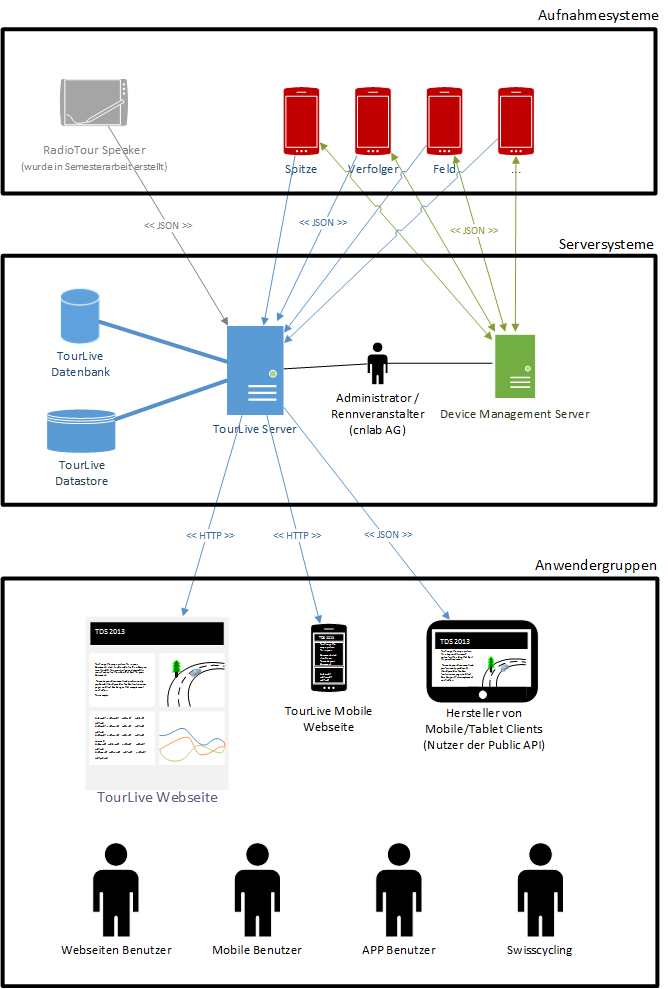 Aufnahmesysteme
RadioTour Speaker
(wurde in Semesterarbeit erstellt)
Spitze
Verfolger
Feld
...
<< JSON >>
<< JSON >>
<< JSON >>
Serversysteme
TourLive
Datenbank
TourLive
Datastore
TourLive Server
Administrator /
Rennveranstalter
(cnlab AG)
Device Management Server
<< HTTP >>
<< HTTP >>
<< JSON >>
Anwendergruppen
TDS 2013
TourLive Webseite
TDS 2013
TourLive Mobile
Webseite
TDS 2013
Hersteller von
Mobile/Tablet Clients
(Nutzer der Public API)
Webseiten Benutzer
Mobile Benutzer
APP Benutzer
Swisscycling